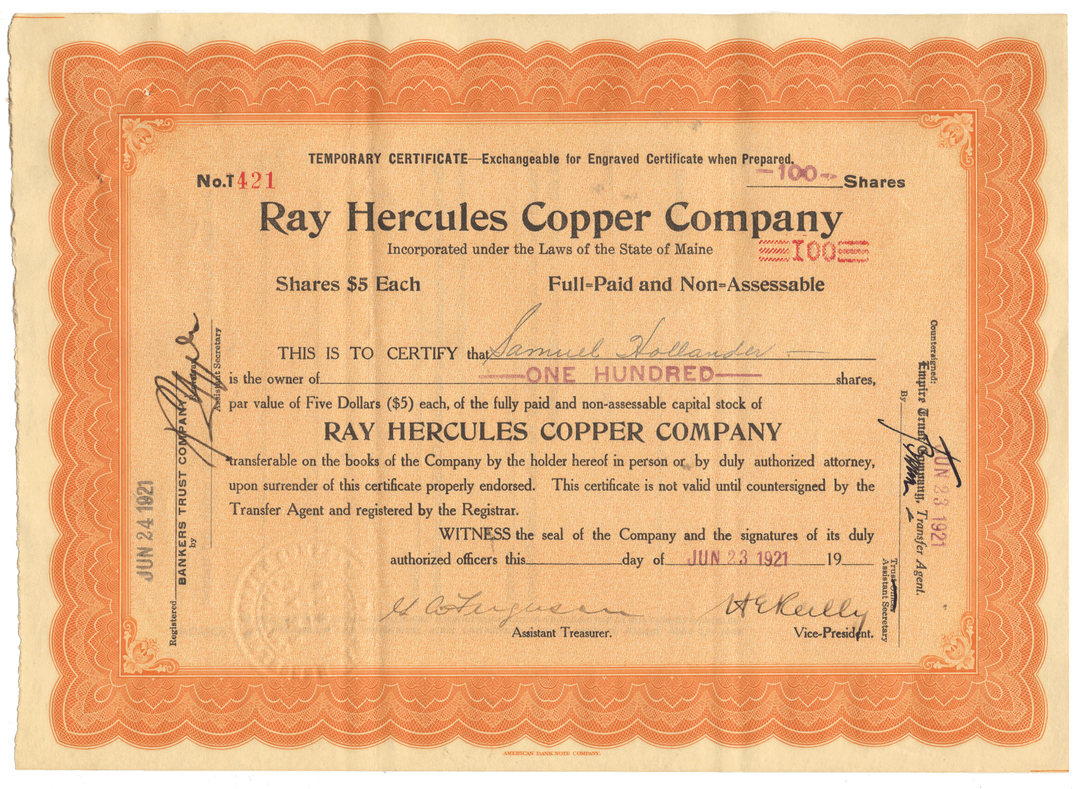 TEMPORARY CERTIFICATE—Exchangeable for Engraved Certificate when Prepared.
No.T421
-100- Shares
Ray Hercules Copper Company
Incorporated under the Laws of the State of Maine
100
Shares $5 Each
Full-Paid and Non-Assessable
THIS IS TO CERTIFY that Samuel Hollander
is the owner of ONE HUNDRED shares,
par value of Five Dollars ($5) each, of the fully paid and non-assessable capital stock of
RAY HERCULES COPPER COMPANY
transferable on the books of the Company by the holder hereof in person or by duly authorized attorney,
upon surrender of this certificate properly endorsed. This certificate is not valid until countersigned by the
Transfer Agent and registered by the Registrar.
WITNESS the seal of the Company and the signatures of its duly
authorized officers this day of JUN 23 1921 19
H E Reilly
Assistant Treasurer.
Vice-President.
JUN 24 1921
Registered
BANKERS TRUST COMPANY,
by
Assistant Secretary
Countersigned:
Empire Trust Company, Transfer Agent.
By
JUN 23 1921
Trust Officer
Assistant Secretary
AMERICAN BANK NOTE COMPANY.